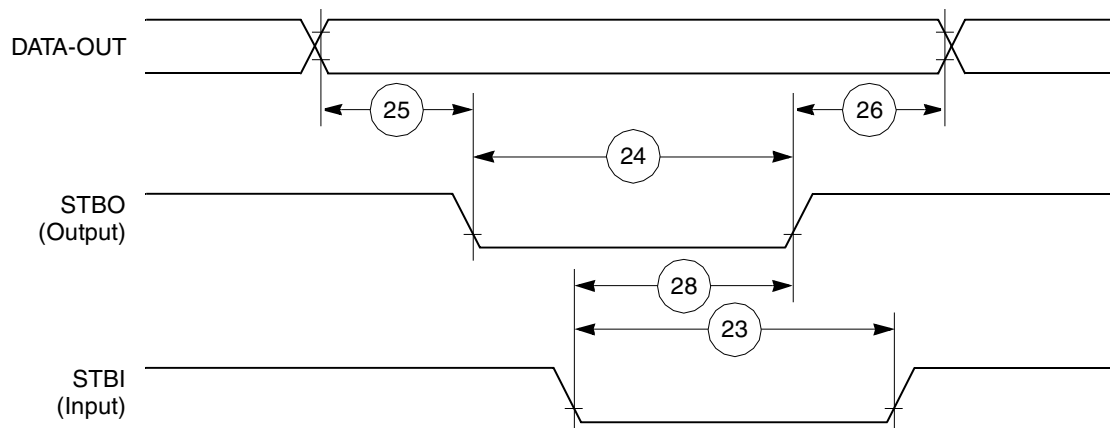 DATA-OUT
25
26
24
STBO
(Output)
28
23
STBI
(Input)